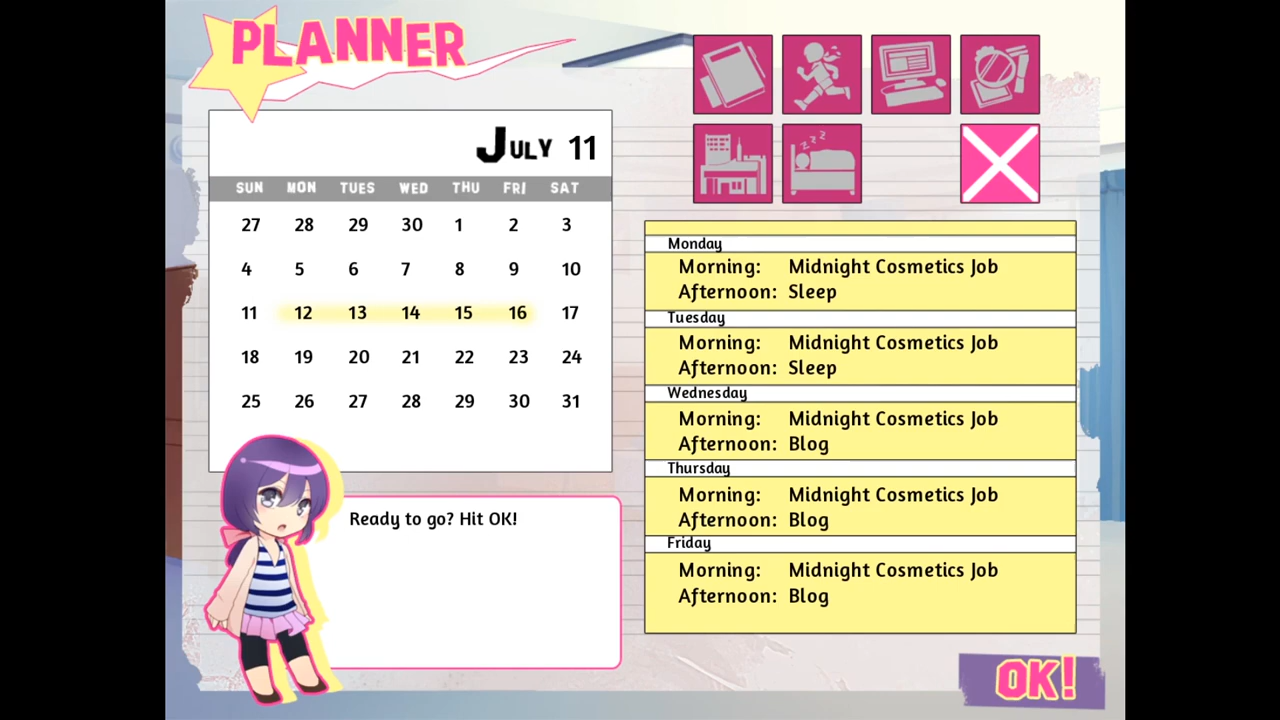 PLANNER
JULY 11
SUN MON TUES WED THU FRI SAT
27 28 29 30 1 2 3
4 5 6 7 8 9 10
11 12 13 14 15 16 17
18 19 20 21 22 23 24
25 26 27 28 29 30 31
Ready to go? Hit OK!
zzz
Monday
Morning: Midnight Cosmetics Job
Afternoon: Sleep
Tuesday
Morning: Midnight Cosmetics Job
Afternoon: Sleep
Wednesday
Morning: Midnight Cosmetics Job
Afternoon: Blog
Thursday
Morning: Midnight Cosmetics Job
Afternoon: Blog
Friday
Morning: Midnight Cosmetics Job
Afternoon: Blog
OK!